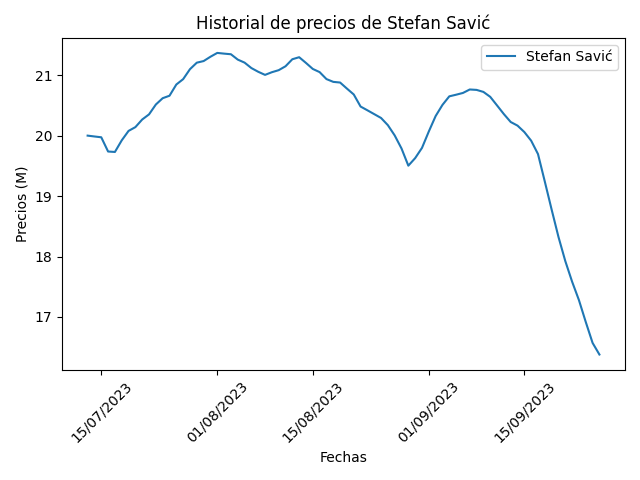 Historial de precios de Stefan Savić
Stefan Savić
Precios (M)
21
20
19
18
17
15/07/2023
01/08/2023
15/08/2023
01/09/2023
15/09/2023
Fechas